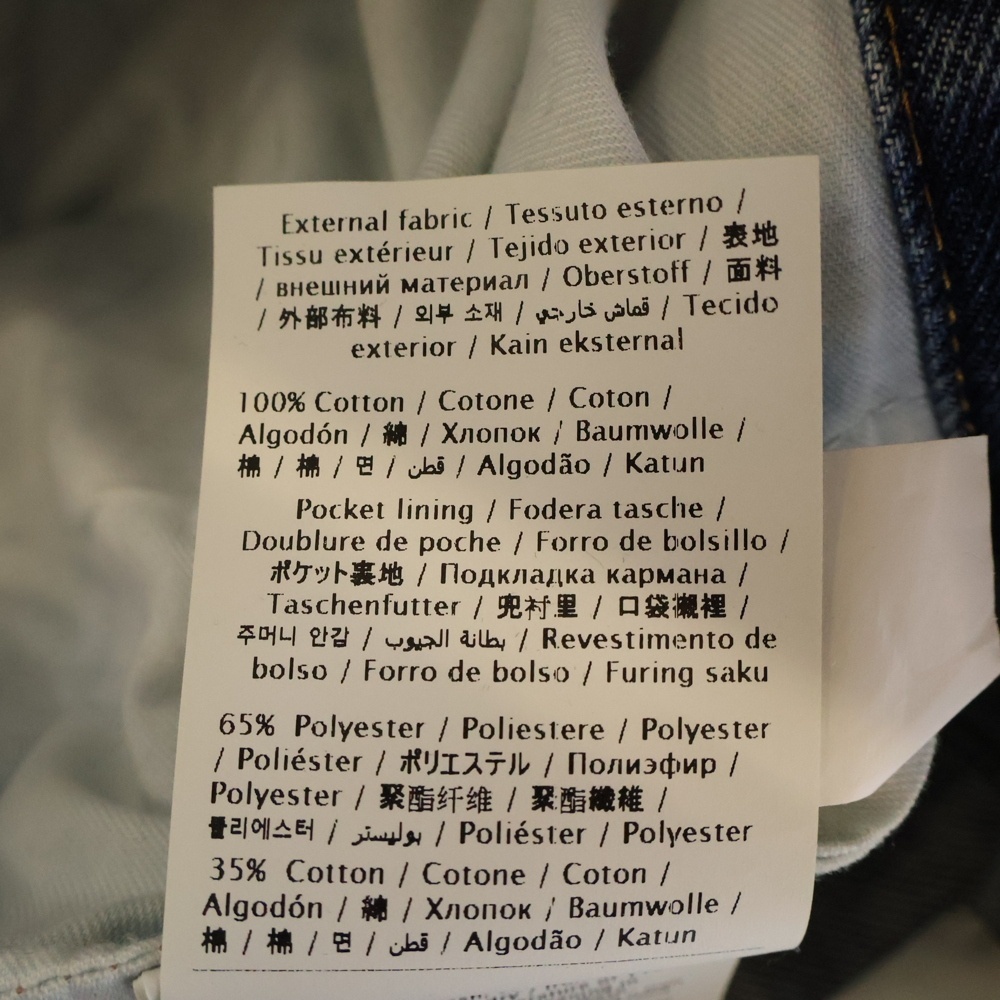 External fabric / Tessuto esterno /
Tissu extérieur / Tejido exterior / 表地
/ внешний материал / Oberstoff / 面料
/ 外部布料 / 외부 소재 / قماش خارجي / Tecido
exterior / Kain eksternal
100% Cotton / Cotone / Coton /
Algodón / 綿 / Хлопок / Baumwolle /
棉 / 棉 / 면 / قطن / Algodão / Katun
Pocket lining / Fodera tasche /
Doublure de poche / Forro de bolsillo /
ポケット裏地 / Подкладка кармана /
Taschenfutter / 兜衬里 / 口袋襯裡 /
주머니 안감 / بطانة الجيوب / Revestimento de
bolso / Forro de bolso / Furing saku
65% Polyester / Poliestere / Polyester
/ Poliéster / ポリエステル / Полиэфир /
Polyester / 聚酯纤维 / 聚酯纖維 /
폴리에스터 / بوليستر / Poliéster / Polyester
35% Cotton / Cotone / Coton /
Algodón / 綿 / Хлопок / Baumwolle /
棉 / 棉 / 면 / قطن / Algodão / Katun